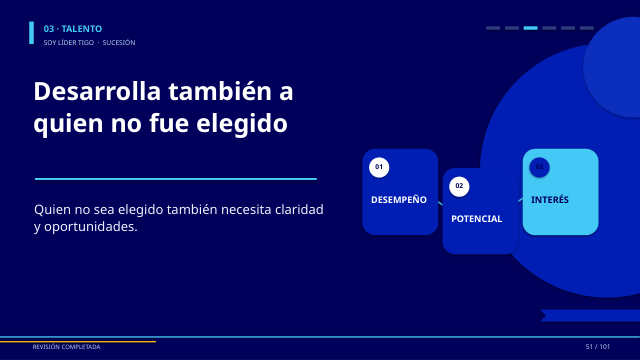 03 · TALENTO
SOY LÍDER TIGO · SUCESIÓN
Desarrolla también a
quien no fue elegido
Quien no sea elegido también necesita claridad
y oportunidades.
01
DESEMPEÑO
02
POTENCIAL
03
INTERÉS
REVISIÓN COMPLETADA
51 / 101